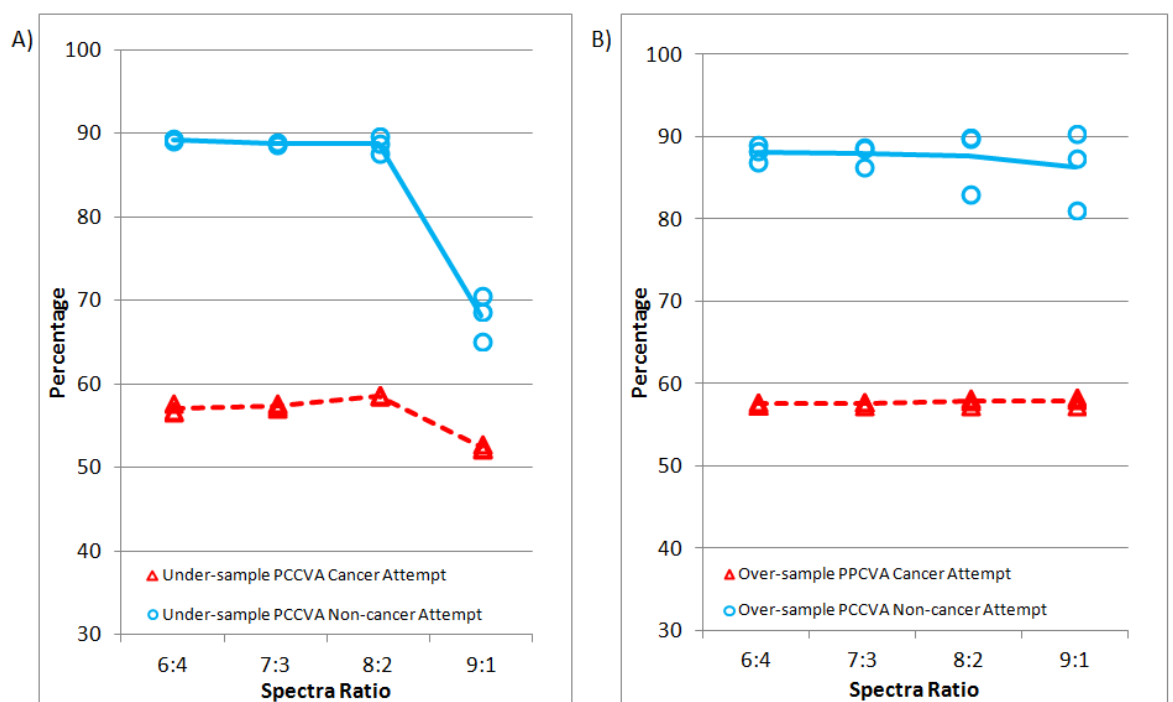 A)
100
90
80
70
60
50
40
30
Percentage
Under-sample PCCVA Cancer Attempt
Under-sample PCCVA Non-cancer Attempt
6:4 7:3 8:2 9:1
Spectra Ratio
B)
100
90
80
70
60
50
40
30
Percentage
Over-sample PPCVA Cancer Attempt
Over-sample PCCVA Non-cancer Attempt
6:4 7:3 8:2 9:1
Spectra Ratio